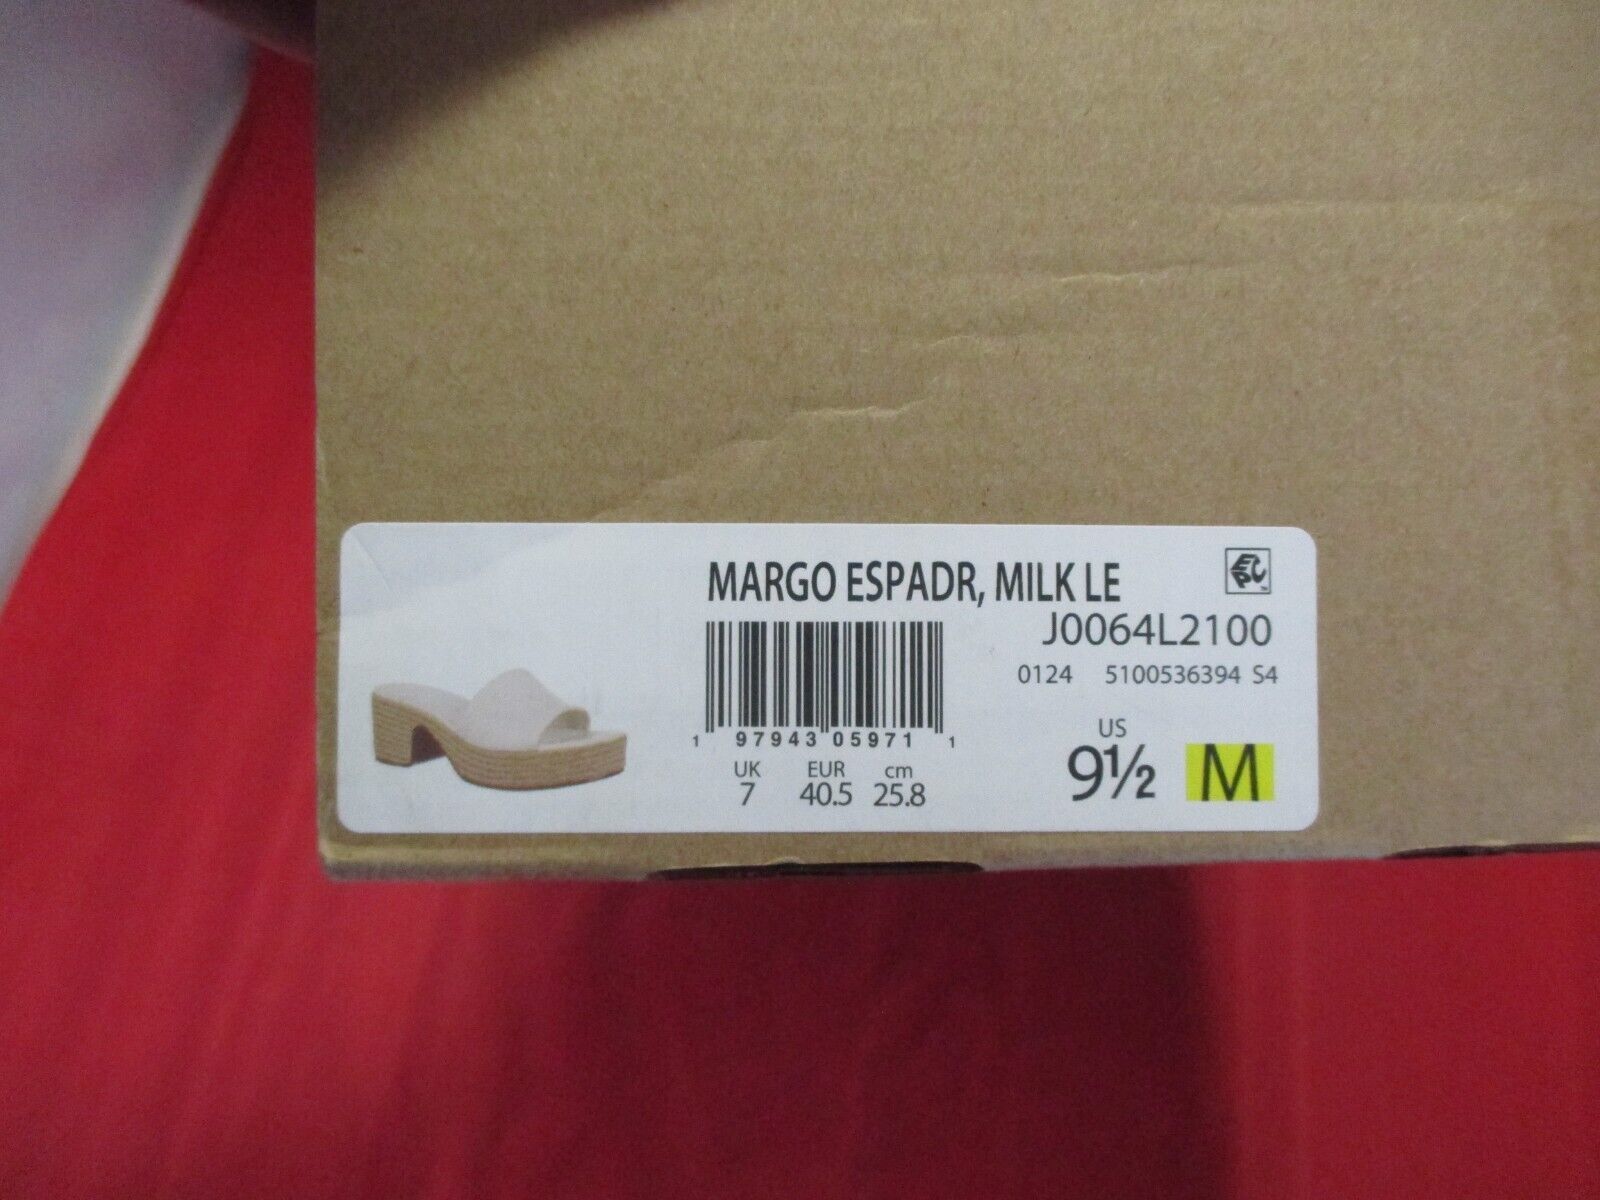 MARGO ESPADR, MILK LE
EPC
J0064L2100
0124 5100536394 S4
1 97943 05971 1
UK EUR cm
7 40.5 25.8
US
9½ M